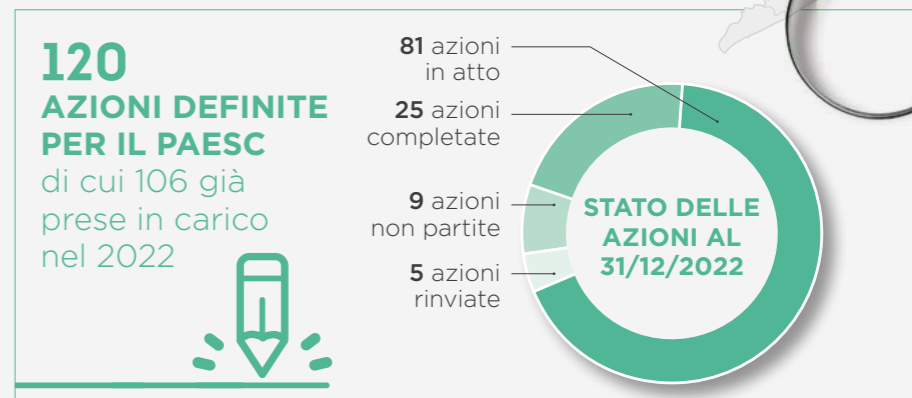 120
AZIONI DEFINITE
PER IL PAESC
di cui 106 già
prese in carico
nel 2022
81 azioni
in atto
25 azioni
completate
9 azioni
non partite
5 azioni
rinviate
STATO DELLE
AZIONI AL
31/12/2022